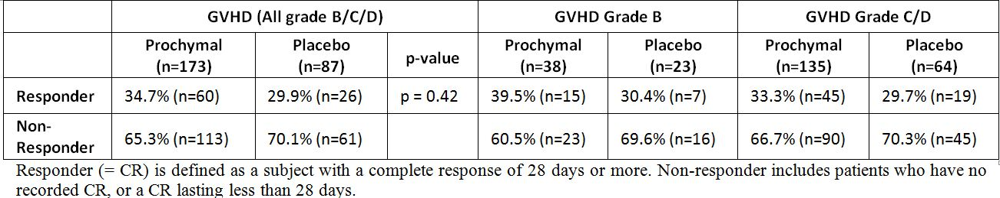 GVHD (All grade B/C/D) GVHD Grade B GVHD Grade C/D
Prochymal (n=173) Placebo (n=87) p-value Prochymal (n=38) Placebo (n=23) Prochymal (n=135) Placebo (n=64)
Responder 34.7% (n=60) 29.9% (n=26) p = 0.42 39.5% (n=15) 30.4% (n=7) 33.3% (n=45) 29.7% (n=19)
Non-Responder 65.3% (n=113) 70.1% (n=61) 60.5% (n=23) 69.6% (n=16) 66.7% (n=90) 70.3% (n=45)
Responder (= CR) is defined as a subject with a complete response of 28 days or more. Non-responder includes patients who have no
recorded CR, or a CR lasting less than 28 days.